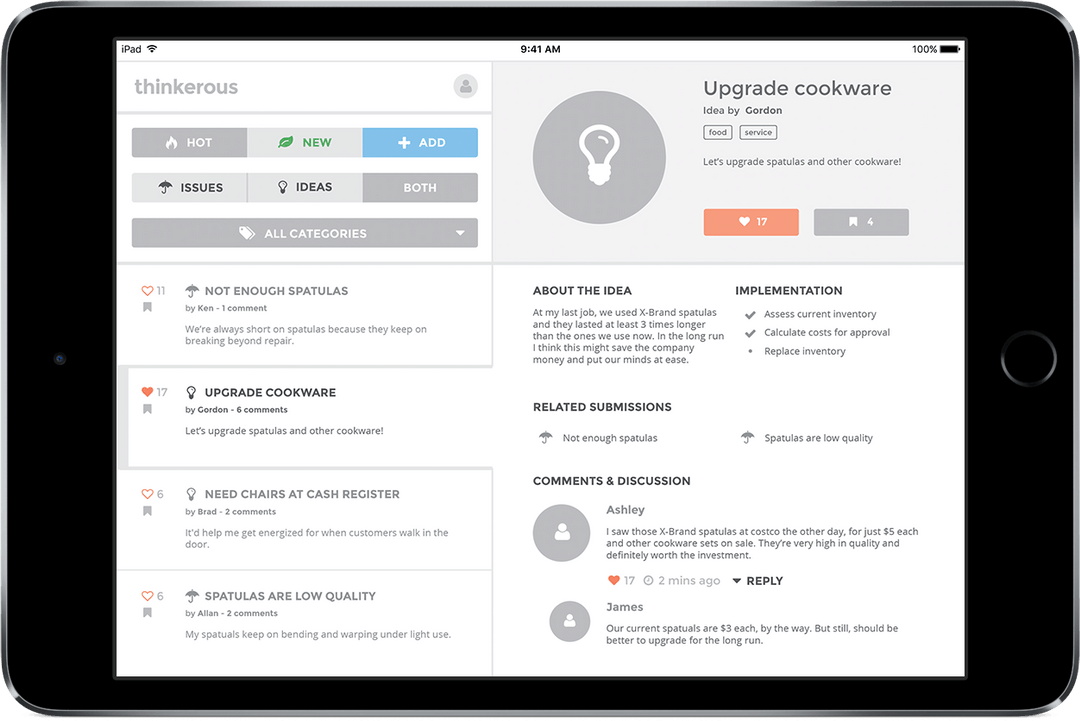 iPad
9:41 AM
100%
thinkerous
HOT
NEW
ADD
ISSUES
IDEAS
BOTH
ALL CATEGORIES
11
NOT ENOUGH SPATULAS
by Ken - 1 comment
We're always short on spatulas because they keep on
breaking beyond repair.
17
UPGRADE COOKWARE
by Gordon - 6 comments
Let's upgrade spatulas and other cookware!
6
NEED CHAIRS AT CASH REGISTER
by Brad - 2 comments
It'd help me get energized for when customers walk in the
door.
6
SPATULAS ARE LOW QUALITY
by Allan - 2 comments
My spatuals keep on bending and warping under light use.
Upgrade cookware
Idea by Gordon
food
service
Let's upgrade spatulas and other cookware!
17
4
ABOUT THE IDEA
At my last job, we used X-Brand spatulas
and they lasted at least 3 times longer
than the ones we use now. In the long run
I think this might save the company
money and put our minds at ease.
IMPLEMENTATION
Assess current inventory
Calculate costs for approval
Replace inventory
RELATED SUBMISSIONS
Not enough spatulas
Spatulas are low quality
COMMENTS & DISCUSSION
Ashley
I saw those X-Brand spatulas at costco the other day, for just $5 each
and other cookware sets on sale. They're very high in quality and
definitely worth the investment.
17
2 mins ago
REPLY
James
Our current spatuals are $3 each, by the way. But still, should be
better to upgrade for the long run.